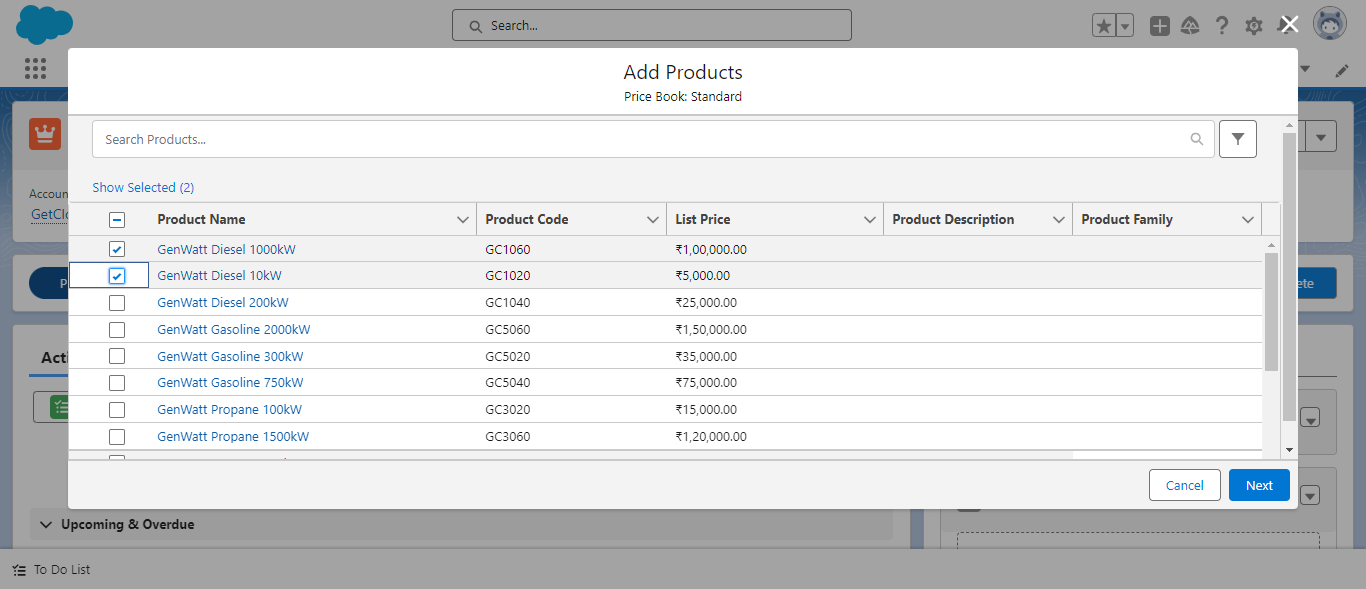 Search...
Add Products
Price Book: Standard
Search Products...
Accoun
GetClo
Show Selected (2)
Product Name Product Code List Price Product Description Product Family
GenWatt Diesel 1000kW GC1060 ₹1,00,000.00
GenWatt Diesel 10kW GC1020 ₹5,000.00
P
ete
GenWatt Diesel 200kW GC1040 ₹25,000.00
GenWatt Gasoline 2000kW GC5060 ₹1,50,000.00
GenWatt Gasoline 300kW GC5020 ₹35,000.00
Acti
GenWatt Gasoline 750kW GC5040 ₹75,000.00
GenWatt Propane 100kW GC3020 ₹15,000.00
GenWatt Propane 1500kW GC3060 ₹1,20,000.00
Cancel Next
Upcoming & Overdue
To Do List